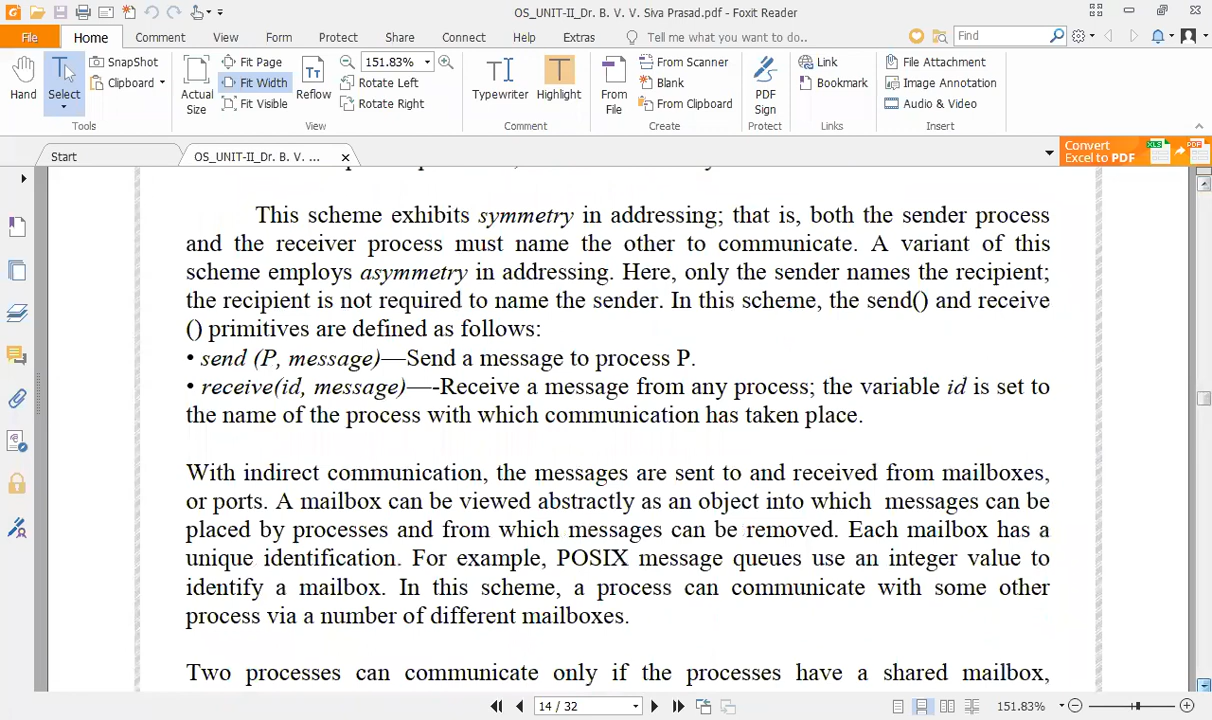 OS_UNIT-II_Dr. B. V. V. Siva Prasad.pdf - Foxit Reader
File Home Comment View Form Protect Share Connect Help Extras Tell me what you want to do.. Find
Hand
Select
SnapShot
Clipboard
Tools
Actual Size
Fit Page
Fit Width
Fit Visible
Reflow
151.83%
Rotate Left
Rotate Right
View
Typewriter
Highlight
Comment
From File
From Scanner
Blank
From Clipboard
Create
PDF Sign
Protect
Link
Bookmark
Links
File Attachment
Image Annotation
Audio & Video
Insert
Start
OS_UNIT-II_Dr. B. V. V. ...
Convert
Excel to PDF
XLS
PDF
This scheme exhibits symmetry in addressing; that is, both the sender process
and the receiver process must name the other to communicate. A variant of this
scheme employs asymmetry in addressing. Here, only the sender names the recipient;
the recipient is not required to name the sender. In this scheme, the send() and receive
() primitives are defined as follows:
• send (P, message)—Send a message to process P.
• receive(id, message)—-Receive a message from any process; the variable id is set to
the name of the process with which communication has taken place.
With indirect communication, the messages are sent to and received from mailboxes,
or ports. A mailbox can be viewed abstractly as an object into which messages can be
placed by processes and from which messages can be removed. Each mailbox has a
unique identification. For example, POSIX message queues use an integer value to
identify a mailbox. In this scheme, a process can communicate with some other
process via a number of different mailboxes.
Two processes can communicate only if the processes have a shared mailbox,
14 / 32
151.83%